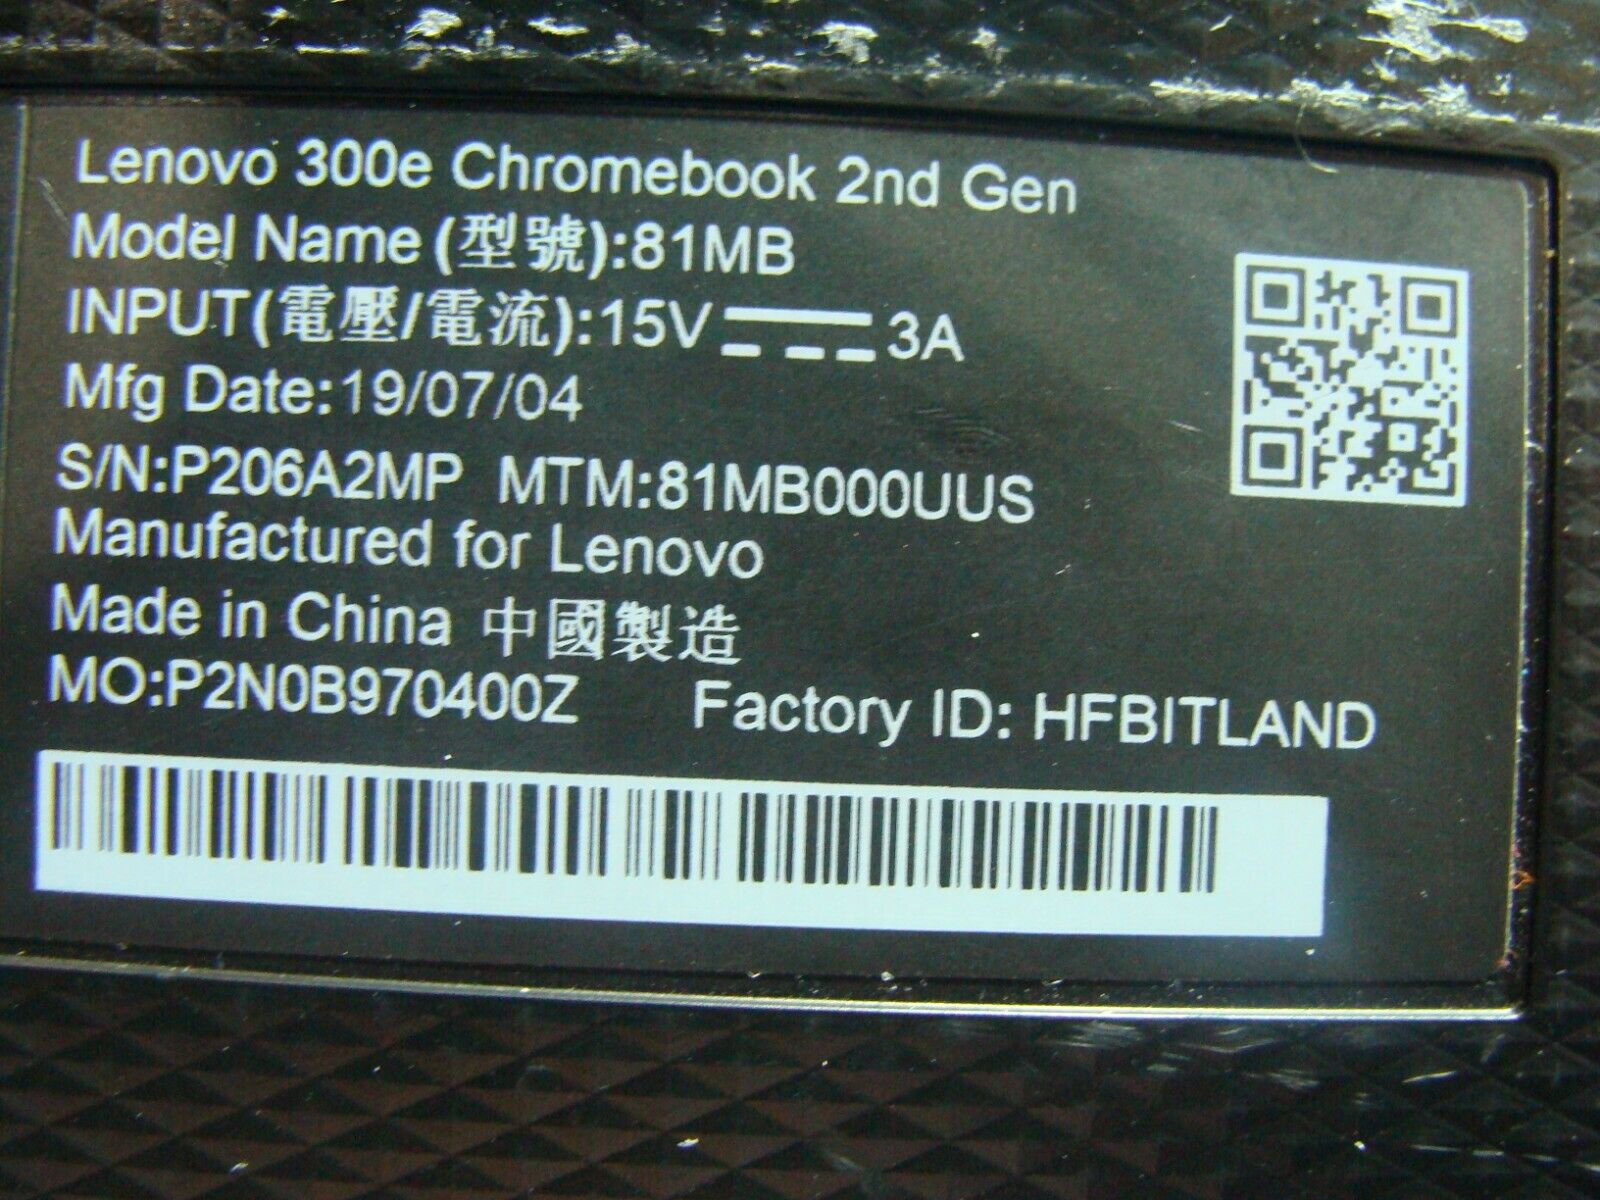 Lenovo 300e Chromebook 2nd Gen
Model Name (型號):81MB
INPUT(電壓/電流):15V⎓3A
Mfg Date:19/07/04
S/N:P206A2MP MTM:81MB000UUS
Manufactured for Lenovo
Made in China 中國製造
MO:P2N0B970400Z Factory ID: HFBITLAND